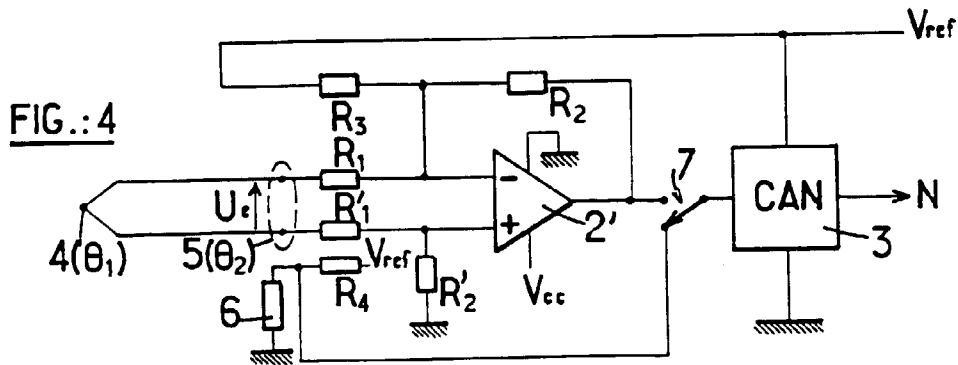 Vref
R3
R2
FIG.:4
R1
7
Uc
R'1
2'
CAN
N
3
4(θ1)
5(θ2)
Vref
R4
R'2
Vcc
6